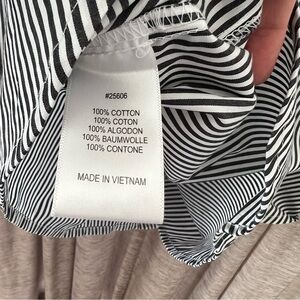 #25606
100% COTTON
100% COTON
100% ALGODON
100% BAUMWOLLE
100% CONTONE
MADE IN VIETNAM